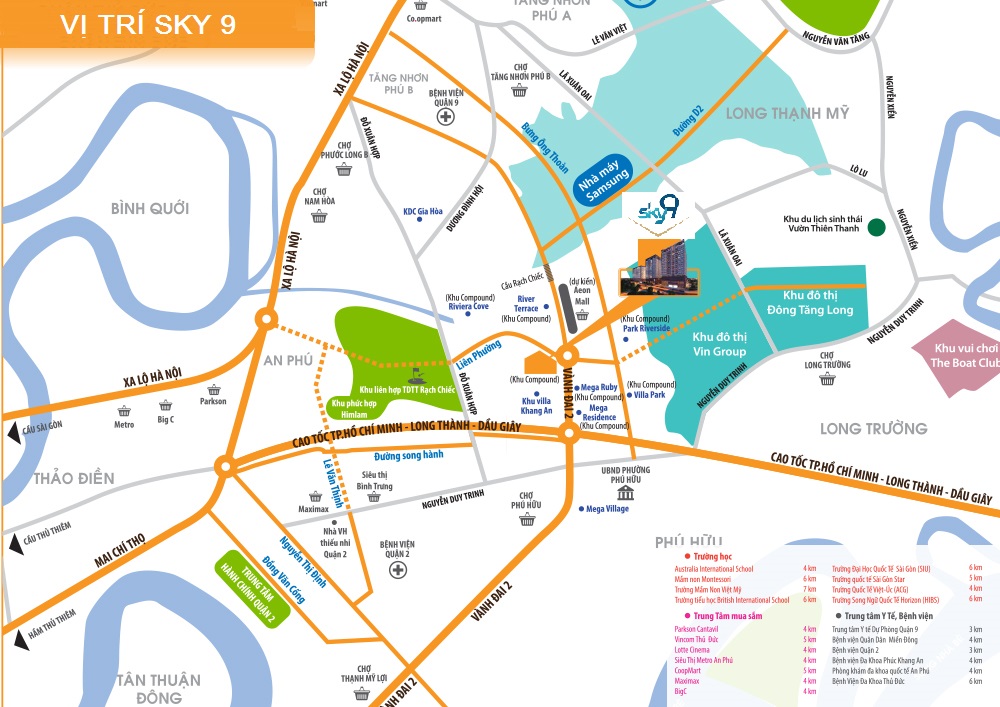 VỊ TRÍ SKY 9
Co.opmart
TĂNG NHƠN
PHÚ A
LÊ VĂN VIỆT
NGUYỄN VĂN TĂNG
XA LỘ HÀ NỘI
TĂNG NHƠN
PHÚ B
BỆNH VIỆN
QUẬN 9
CHỢ
TĂNG NHƠN PHÚ B
LÃ XUÂN OAI
NGUYỄN XIỂN
LONG THẠNH MỸ
Đường D2
Bưng Ông Thoàn
ĐỖ XUÂN HỢP
CHỢ
PHƯỚC LONG B
Nhà máy
Samsung
LÒ LU
CHỢ
NAM HÒA
DƯƠNG ĐÌNH HỘI
BÌNH QUỚI
KDC Gia Hòa
sky9
Khu du lịch sinh thái
Vườn Thiên Thanh
NGUYỄN XIỂN
LÃ XUÂN OAI
XA LỘ HÀ NỘI
Cầu Rạch Chiếc
(dự kiến)
Aeon
Mall
(Khu Compound)
Riviera Cove
River
Terrace
(Khu Compound)
Khu đô thị
Đông Tăng Long
(Khu Compound)
Park Riverside
Khu đô thị
Vin Group
NGUYỄN DUY TRINH
Khu vui chơi
The Boat Club
AN PHÚ
Liên Phường
CHỢ
LONG TRƯỜNG
XA LỘ HÀ NỘI
Khu liên hợp TDTT Rạch Chiếc
ĐỖ XUÂN HỢP
(Khu Compound)
Khu villa
Khang An
VÀNH ĐAI 2
Mega Ruby
(Khu Compound)
Mega
Residence
(Khu Compound)
(Khu Compound)
Villa Park
NGUYỄN DUY TRINH
Khu phức hợp
Himlam
Parkson
Big C
Metro
CẦU SÀI GÒN
CAO TỐC TP.HỒ CHÍ MINH - LONG THÀNH - DẦU GIÂY
LONG TRƯỜNG
Đường song hành
CAO TỐC TP.HỒ CHÍ MINH - LONG THÀNH - DẦU GIÂY
THẢO ĐIỀN
Lê Văn Thịnh
Siêu thị
Bình Trưng
UBND PHƯỜNG
PHÚ HỮU
Maximax
NGUYỄN DUY TRINH
CHỢ
PHÚ HỮU
Mega Village
CẦU THỦ THIÊM
Nhà VH
thiếu nhi
Quận 2
MAI CHÍ THỌ
BỆNH VIỆN
QUẬN 2
Nguyễn Thị Định
Đồng Văn Cống
TRUNG TÂM
HÀNH CHÍNH QUẬN 2
HẦM THỦ THIÊM
VÀNH ĐAI 2
TÂN THUẬN
ĐÔNG
CHỢ
THẠNH MỸ LỢI
VÀNH ĐAI 2
PHÚ HỮU
Trường học
Australia International School 4 km
Mầm non Montessori 6 km
Trường Mầm Non Việt Mỹ 7 km
Trường tiểu học British International School 6 km
Trường Đại Học Quốc Tế Sài Gòn (SIU) 6 km
Trường quốc tế Sài Gòn Star 5 km
Trường Quốc Tế Việt-Úc (ACG) 4 km
Trường Song Ngữ Quốc Tế Horizon (HIBS) 6 km
Trung Tâm mua sắm
Parkson Cantavil 4 km
Vincom Thủ Đức 5 km
Lotte Cinema 4 km
Siêu Thị Metro An Phú 4 km
CoopMart 5 km
Maximax 4 km
BigC 4 km
Trung Tâm Y Tế, Bệnh viện
Trung tâm Y tế Dự Phòng Quận 9 3 km
Bệnh viện Quân Dân Miền Đông 4 km
Bệnh viện Quận 2 3 km
Bệnh viện Đa Khoa Phúc Khang An 4 km
Phòng khám đa khoa quốc tế An Phú 4 km
Bệnh Viện Đa Khoa Thủ Đức 6 km